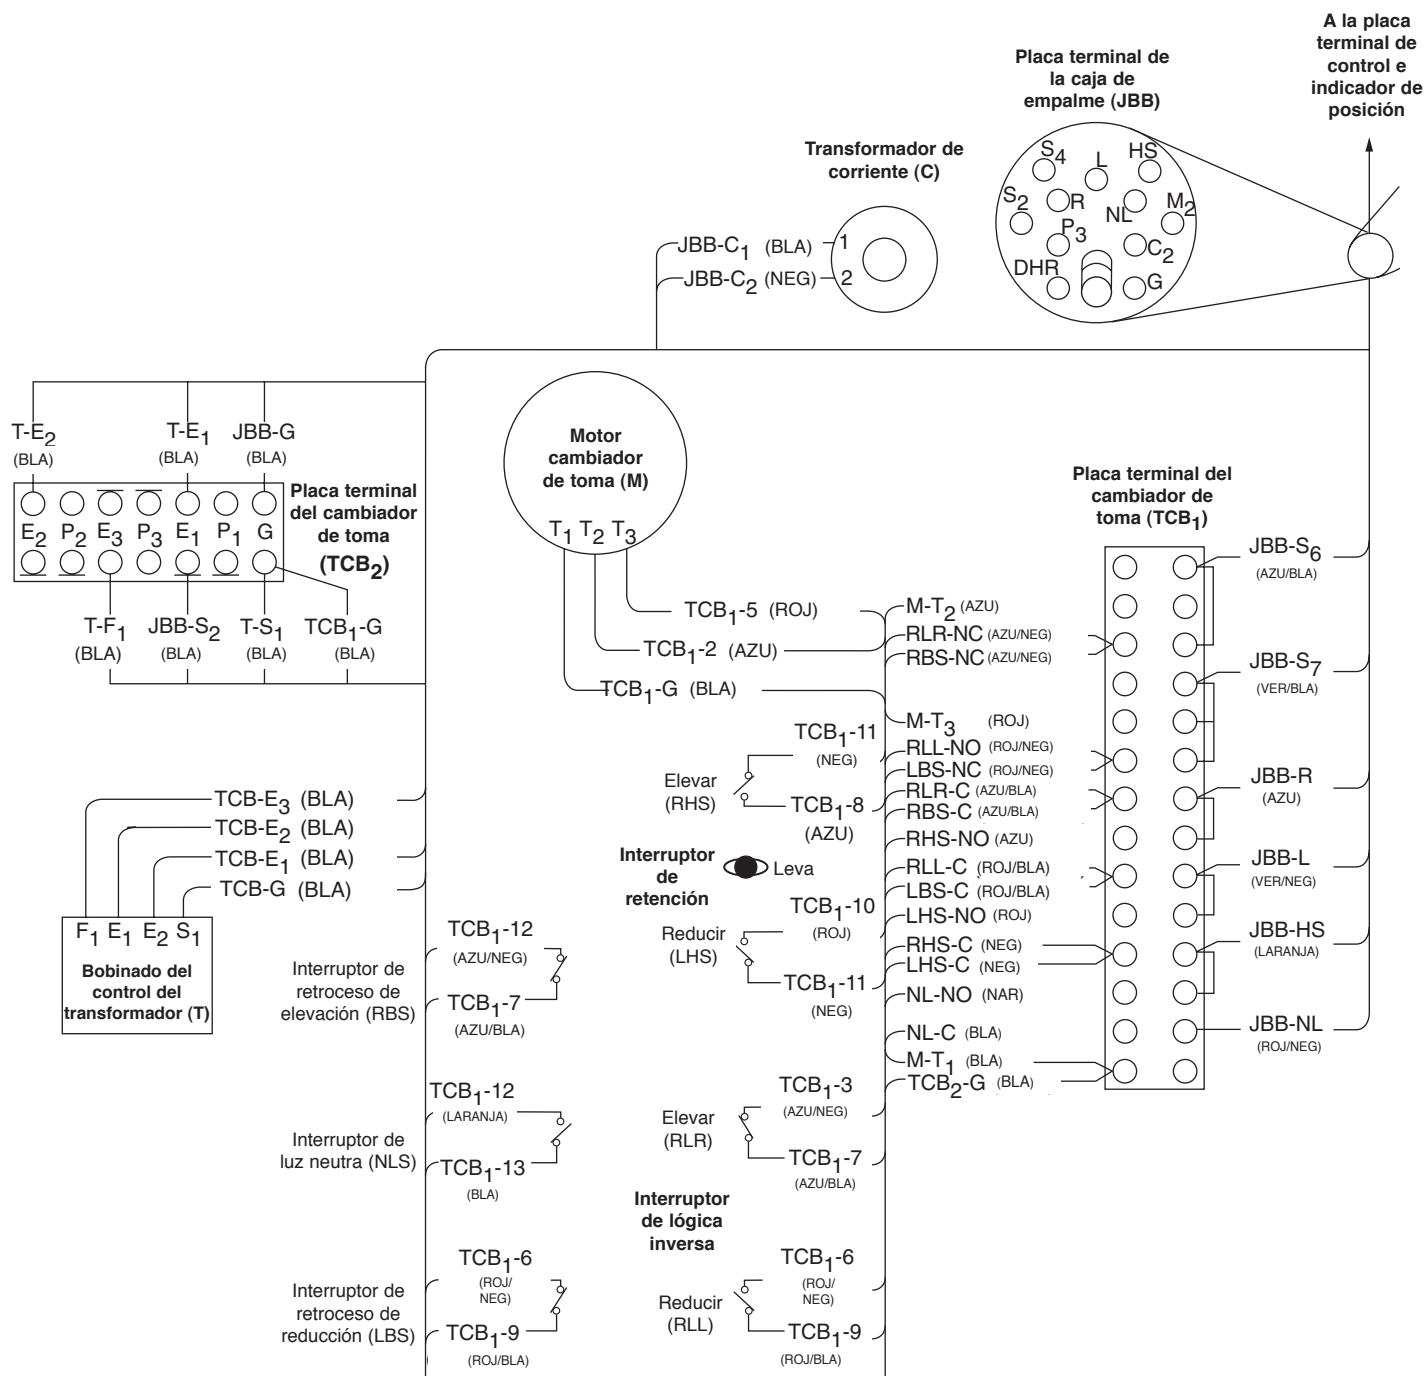 A la placa
terminal de
control e
indicador de
posición
Placa terminal de
la caja de
empalme (JBB)
Transformador de
corriente (C)
S4
L
HS
S2
R
NL
M2
P3
C2
DHR
G
JBB-C1 (BLA) 1
JBB-C2 (NEG) 2
T-E2
(BLA)
T-E1
(BLA)
JBB-G
(BLA)
E2 P2 E3 P3 E1 P1 G
Placa terminal
del cambiador
de toma
(TCB2)
T-F1
(BLA)
JBB-S2
(BLA)
T-S1
(BLA)
TCB1-G
(BLA)
Motor
cambiador
de toma (M)
T1 T2 T3
TCB1-5 (ROJ)
TCB1-2 (AZU)
TCB1-G (BLA)
Placa terminal del
cambiador de
toma (TCB1)
M-T2 (AZU)
RLR-NC (AZU/NEG)
RBS-NC (AZU/NEG)
M-T3 (ROJ)
RLL-NO (ROJ/NEG)
LBS-NC (ROJ/NEG)
RLR-C (AZU/BLA)
RBS-C (AZU/BLA)
RHS-NO (AZU)
RLL-C (ROJ/BLA)
LBS-C (ROJ/BLA)
LHS-NO (ROJ)
RHS-C (NEG)
LHS-C (NEG)
NL-NO (NAR)
NL-C (BLA)
M-T1 (BLA)
TCB2-G (BLA)
JBB-S6
(AZU/BLA)
JBB-S7
(VER/BLA)
JBB-R
(AZU)
JBB-L
(VER/NEG)
JBB-HS
(LARANJA)
JBB-NL
(ROJ/NEG)
TCB1-11
(NEG)
Elevar
(RHS)
TCB1-8
(AZU)
Interruptor
de
retención
Leva
TCB1-10
(ROJ)
Reducir
(LHS)
TCB1-11
(NEG)
TCB-E3 (BLA)
TCB-E2 (BLA)
TCB-E1 (BLA)
TCB-G (BLA)
F1 E1 E2 S1
Bobinado del
control del
transformador (T)
TCB1-12
(AZU/NEG)
Interruptor de
retroceso de
elevación (RBS)
TCB1-7
(AZU/BLA)
TCB1-12
(LARANJA)
Interruptor de
luz neutra (NLS)
TCB1-13
(BLA)
TCB1-6
(ROJ/
NEG)
Interruptor de
retroceso de
reducción (LBS)
TCB1-9
(ROJ/BLA)
TCB1-3
(AZU/NEG)
Elevar
(RLR)
TCB1-7
(AZU/BLA)
Interruptor
de lógica
inversa
TCB1-6
(ROJ/
NEG)
Reducir
(RLL)
TCB1-9
(ROJ/BLA)